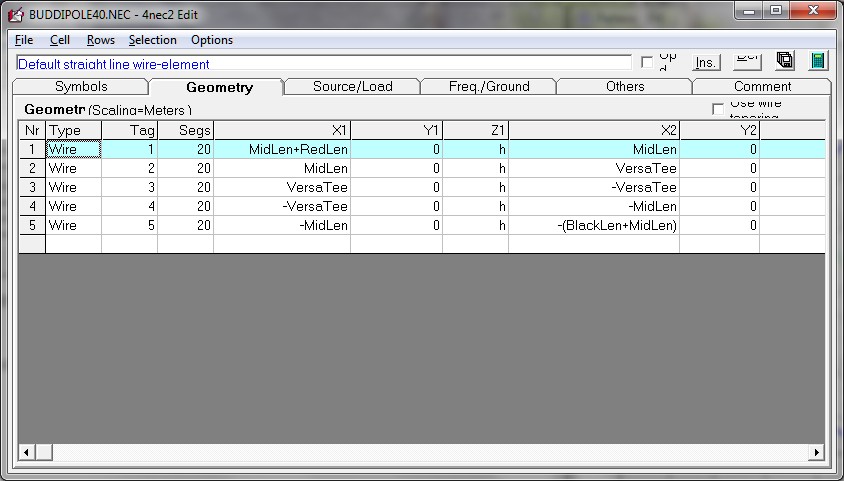 BUDDIPOLE40.NEC - 4nec2 Edit
File Cell Rows Selection Options
Default straight line wire-element Ins.
Symbols Geometry Source/Load Freq./Ground Others Comment
Geometr (Scaling=Meters ) Use wire
Nr Type Tag Segs X1 Y1 Z1 X2 Y2
1 Wire 1 20 MidLen+RedLen 0 h MidLen 0
2 Wire 2 20 MidLen 0 h VersaTee 0
3 Wire 3 20 VersaTee 0 h -VersaTee 0
4 Wire 4 20 -VersaTee 0 h -MidLen 0
5 Wire 5 20 -MidLen 0 h -(BlackLen+MidLen) 0